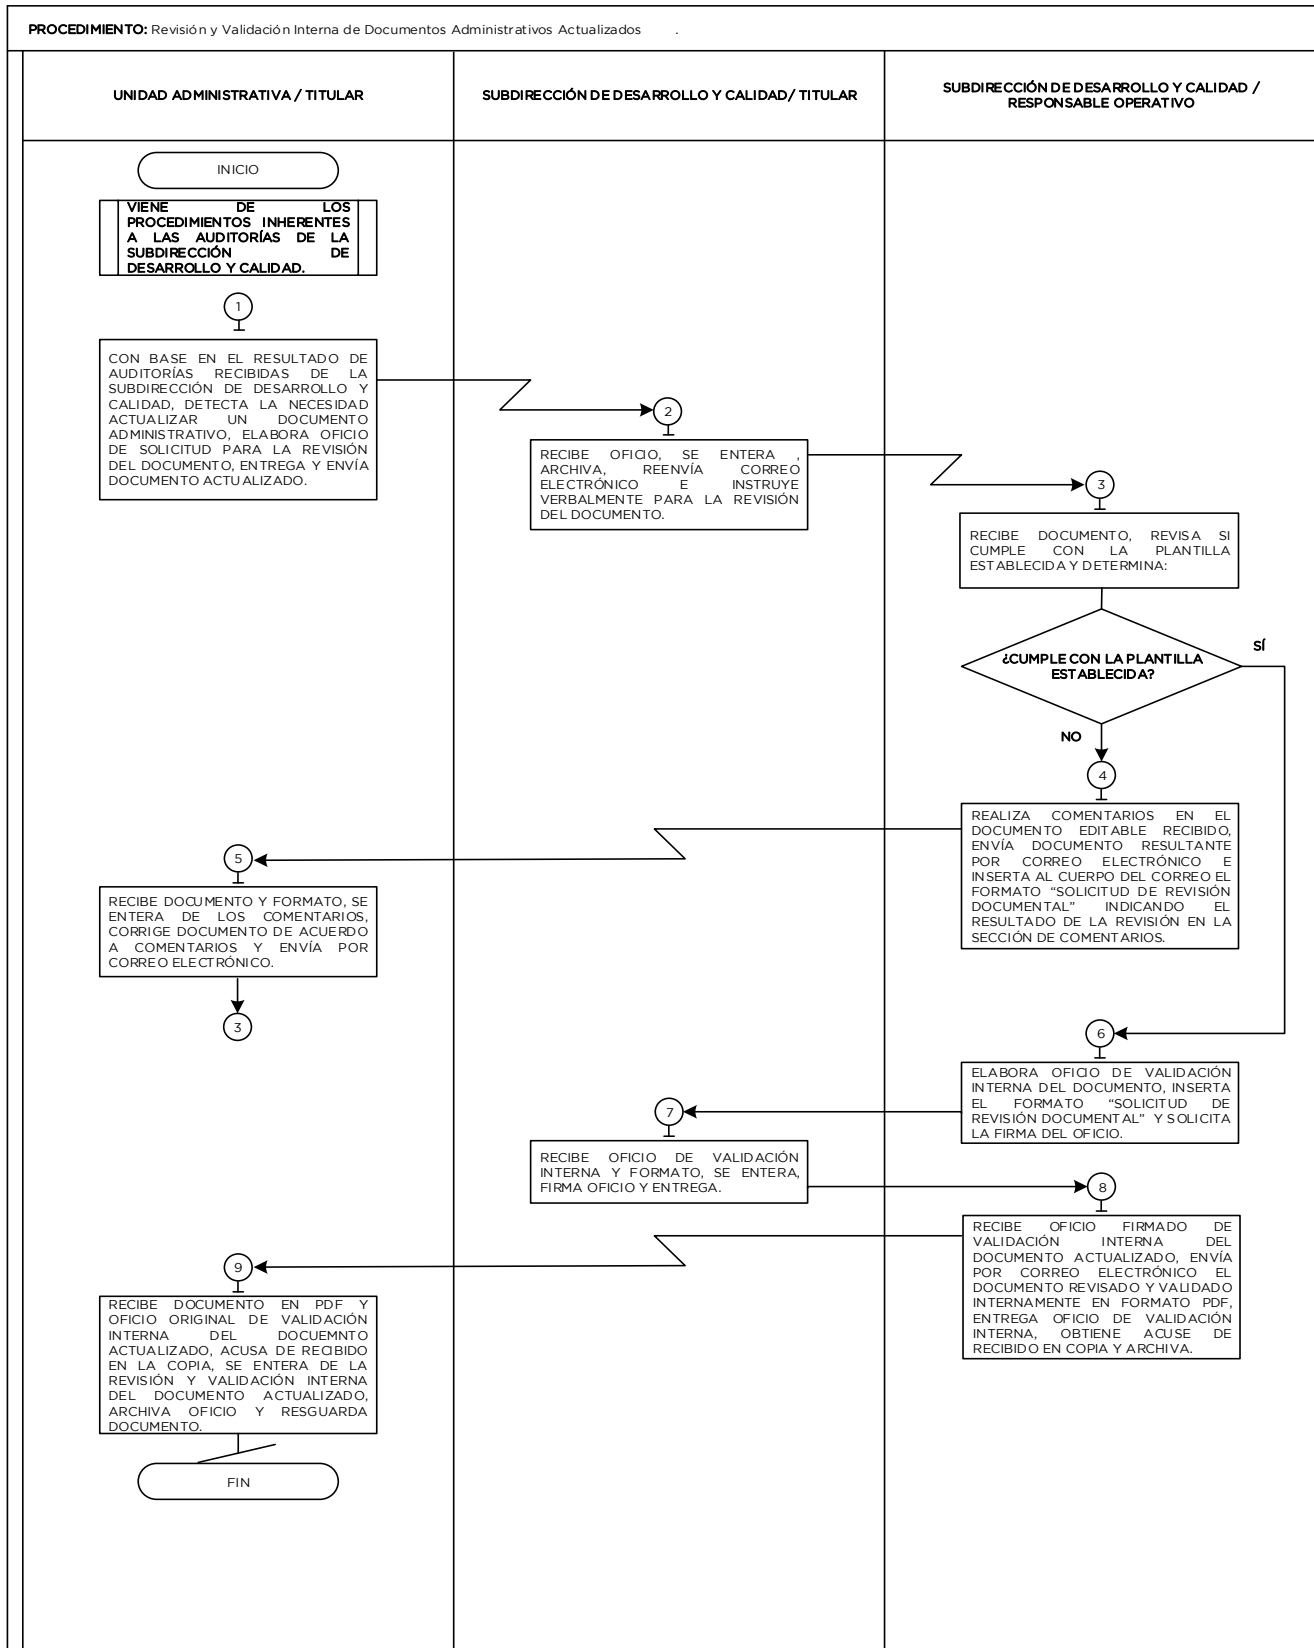 PROCEDIMIENTO: Revisión y Validación Interna de Documentos Administrativos Actualizados .
UNIDAD ADMINISTRATIVA / TITULAR
SUBDIRECCIÓN DE DESARROLLO Y CALIDAD/ TITULAR
SUBDIRECCIÓN DE DESARROLLO Y CALIDAD /
RESPONSABLE OPERATIVO
INICIO
VIENE DE LOS
PROCEDIMIENTOS INHERENTES
A LAS AUDITORÍAS DE LA
SUBDIRECCIÓN DE
DESARROLLO Y CALIDAD.
1
CON BASE EN EL RESULTADO DE
AUDITORÍAS RECIBIDAS DE LA
SUBDIRECCIÓN DE DESARROLLO Y
CALIDAD, DETECTA LA NECESIDAD
ACTUALIZAR UN DOCUMENTO
ADMINISTRATIVO, ELABORA OFICIO
DE SOLICITUD PARA LA REVISIÓN
DEL DOCUMENTO, ENTREGA Y ENVÍA
DOCUMENTO ACTUALIZADO.
2
RECIBE OFICIO, SE ENTERA ,
ARCHIVA, REENVÍA CORREO
ELECTRÓNICO E INSTRUYE
VERBALMENTE PARA LA REVISIÓN
DEL DOCUMENTO.
3
RECIBE DOCUMENTO, REVISA SI
CUMPLE CON LA PLANTILLA
ESTABLECIDA Y DETERMINA:
¿CUMPLE CON LA PLANTILLA
ESTABLECIDA?
SÍ
NO
4
REALIZA COMENTARIOS EN EL
DOCUMENTO EDITABLE RECIBIDO,
ENVÍA DOCUMENTO RESULTANTE
POR CORREO ELECTRÓNICO E
INSERTA AL CUERPO DEL CORREO EL
FORMATO “SOLICITUD DE REVISIÓN
DOCUMENTAL” INDICANDO EL
RESULTADO DE LA REVISIÓN EN LA
SECCIÓN DE COMENTARIOS.
5
RECIBE DOCUMENTO Y FORMATO, SE
ENTERA DE LOS COMENTARIOS,
CORRIGE DOCUMENTO DE ACUERDO
A COMENTARIOS Y ENVÍA POR
CORREO ELECTRÓNICO.
3
6
ELABORA OFICIO DE VALIDACIÓN
INTERNA DEL DOCUMENTO, INSERTA
EL FORMATO “SOLICITUD DE
REVISIÓN DOCUMENTAL” Y SOLICITA
LA FIRMA DEL OFICIO.
7
RECIBE OFICIO DE VALIDACIÓN
INTERNA Y FORMATO, SE ENTERA,
FIRMA OFICIO Y ENTREGA.
8
RECIBE OFICIO FIRMADO DE
VALIDACIÓN INTERNA DEL
DOCUMENTO ACTUALIZADO, ENVÍA
POR CORREO ELECTRÓNICO EL
DOCUMENTO REVISADO Y VALIDADO
INTERNAMENTE EN FORMATO PDF,
ENTREGA OFICIO DE VALIDACIÓN
INTERNA, OBTIENE ACUSE DE
RECIBIDO EN COPIA Y ARCHIVA.
9
RECIBE DOCUMENTO EN PDF Y
OFICIO ORIGINAL DE VALIDACIÓN
INTERNA DEL DOCUEMNTO
ACTUALIZADO, ACUSA DE RECIBIDO
EN LA COPIA, SE ENTERA DE LA
REVISIÓN Y VALIDACIÓN INTERNA
DEL DOCUMENTO ACTUALIZADO,
ARCHIVA OFICIO Y RESGUARDA
DOCUMENTO.
FIN